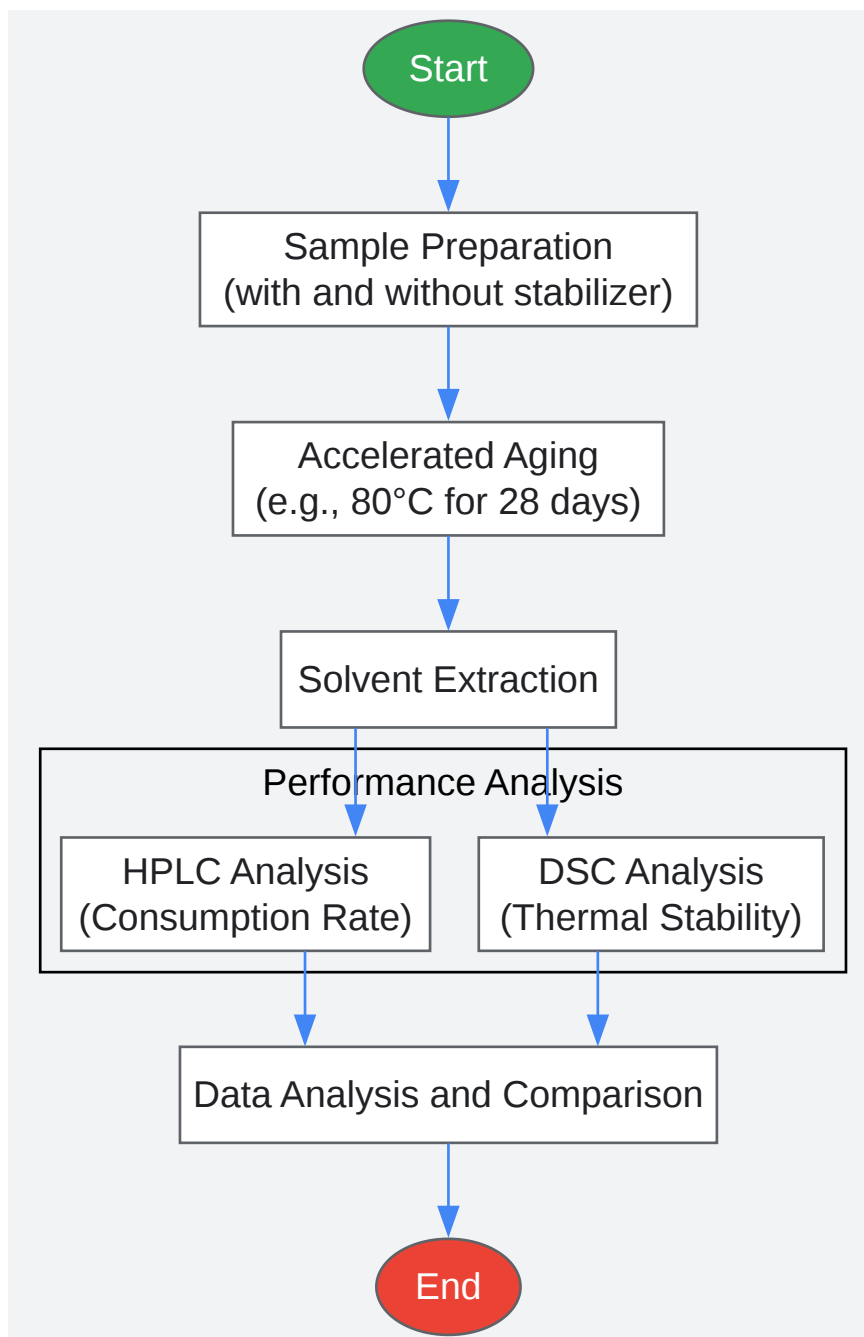 Start
Sample Preparation
(with and without stabilizer)
Accelerated Aging
(e.g., 80°C for 28 days)
Solvent Extraction
Performance Analysis
HPLC Analysis
(Consumption Rate)
DSC Analysis
(Thermal Stability)
Data Analysis and Comparison
End